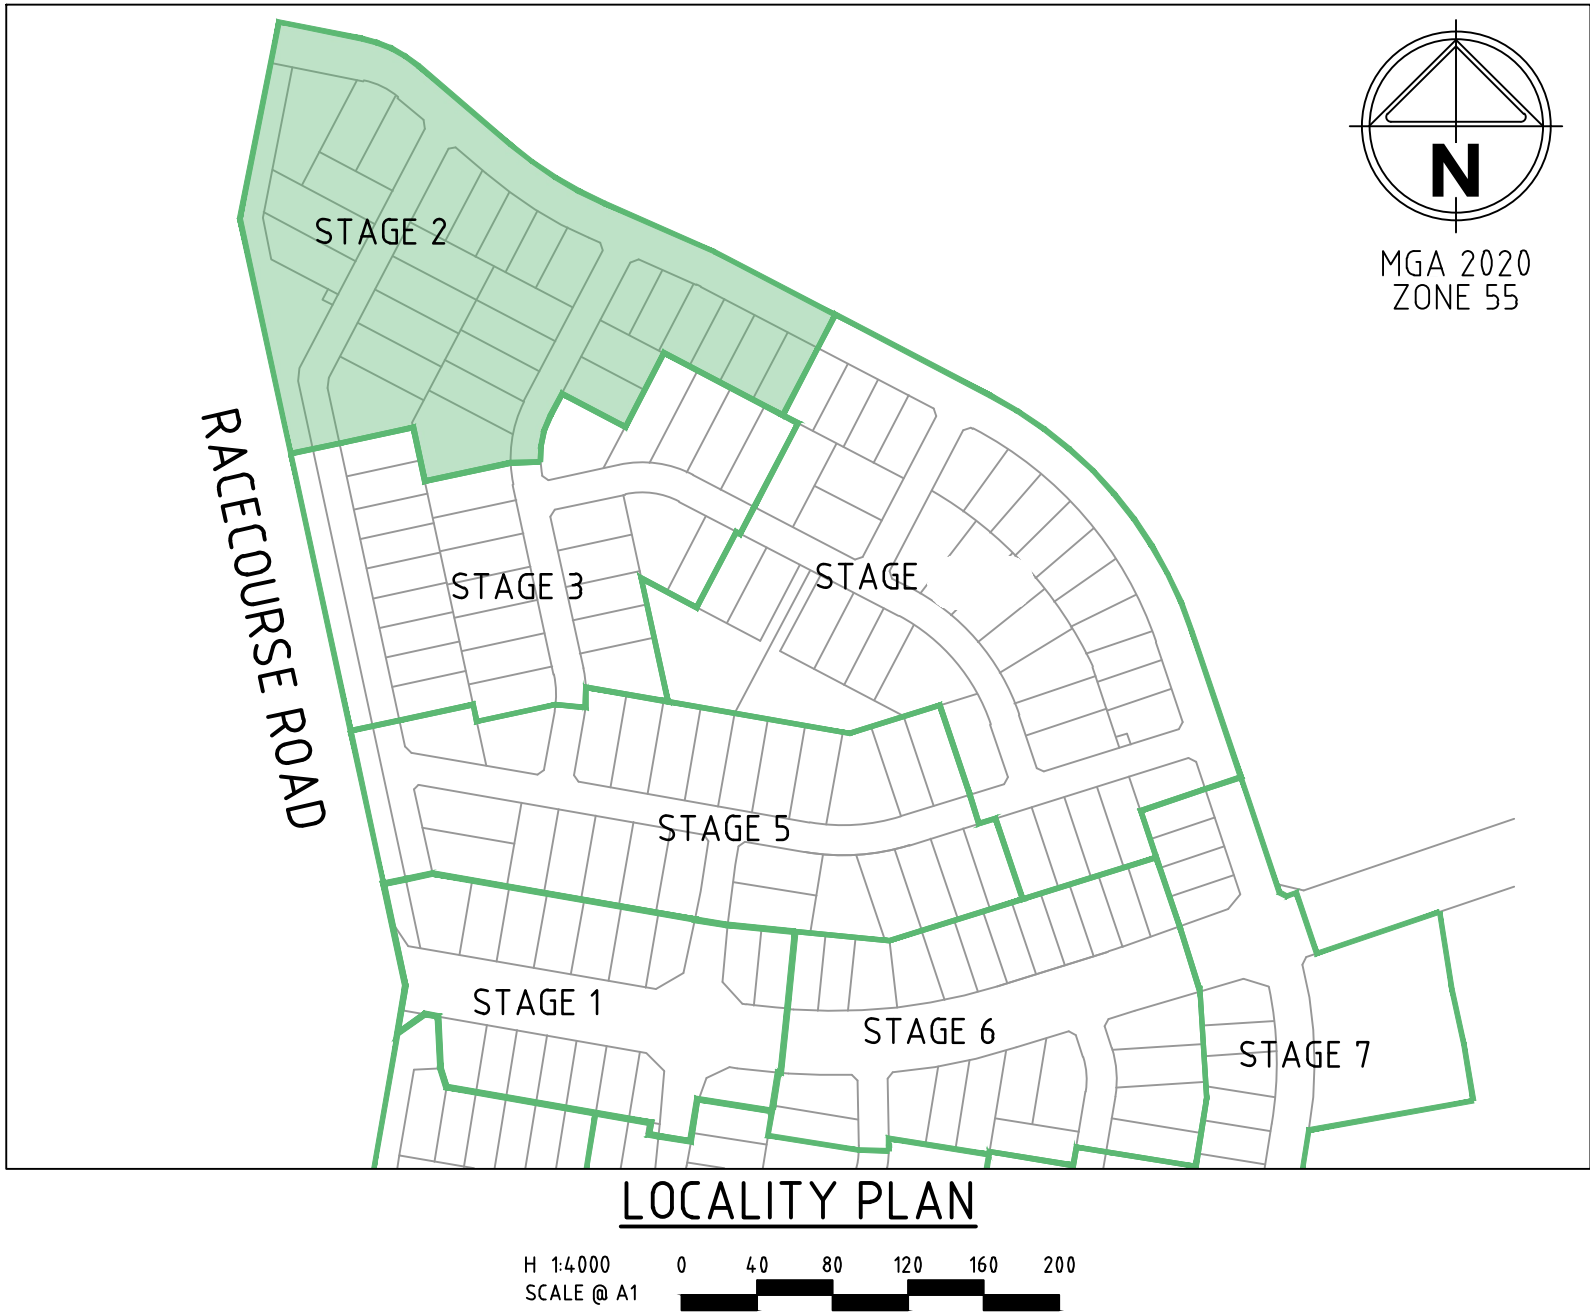 N
MGA 2020
ZONE 55
STAGE 2
RACECOURSE ROAD
STAGE 3
STAGE
STAGE 5
STAGE 1
STAGE 6
STAGE 7
LOCALITY PLAN
H 1:4000
SCALE @ A1
0 40 80 120 160 200